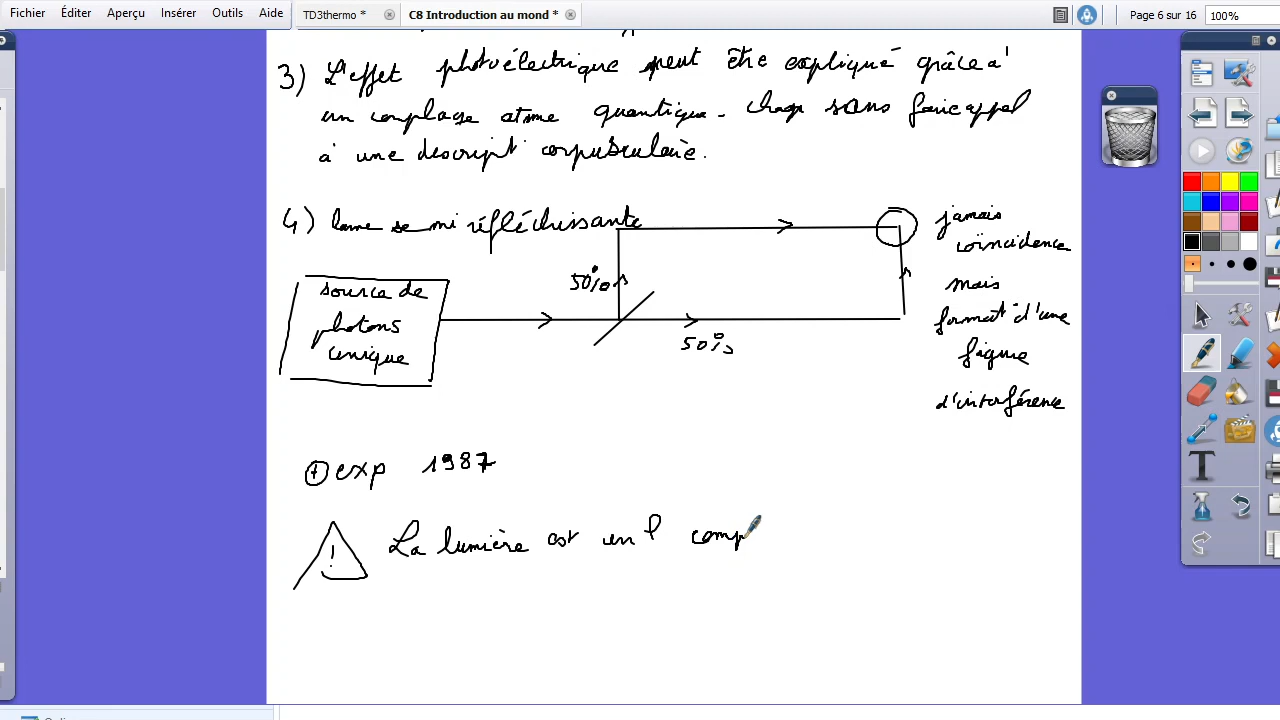 Fichier Éditer Aperçu Insérer Outils Aide
TD3thermo * C8 Introduction au mond *
Page 6 sur 16 100%
3) L'effet photoélectrique peut être expliqué grâce à
un couplage atome quantique - champ sans faire appel
à une descript° corpusculaire.
4) lame semi réfléchissante
source de
photons
unique
50%
50%
jamais
coïncidence
mais
format° d'une
figure
d'interférence
+ exp 1987
! La lumière est un comp
T